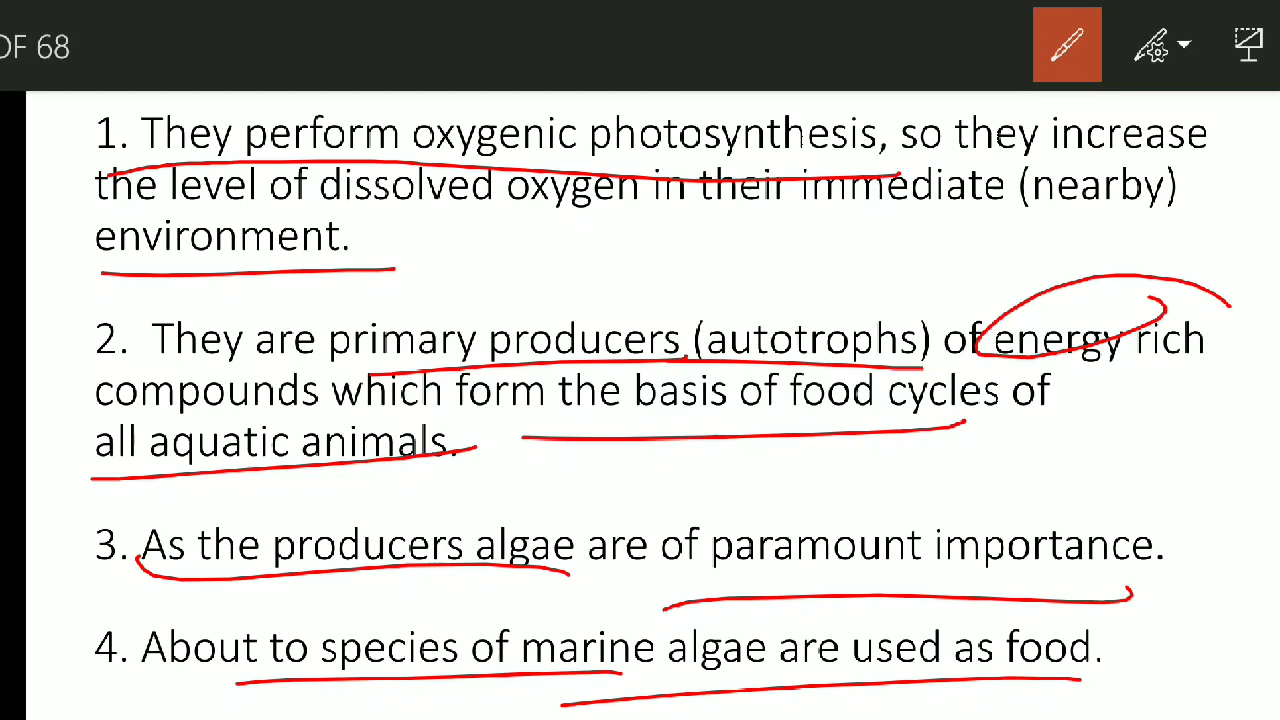 DF 68
1. They perform oxygenic photosynthesis, so they increase
the level of dissolved oxygen in their immediate (nearby)
environment.
2. They are primary producers (autotrophs) of energy rich
compounds which form the basis of food cycles of
all aquatic animals.
3. As the producers algae are of paramount importance.
4. About to species of marine algae are used as food.